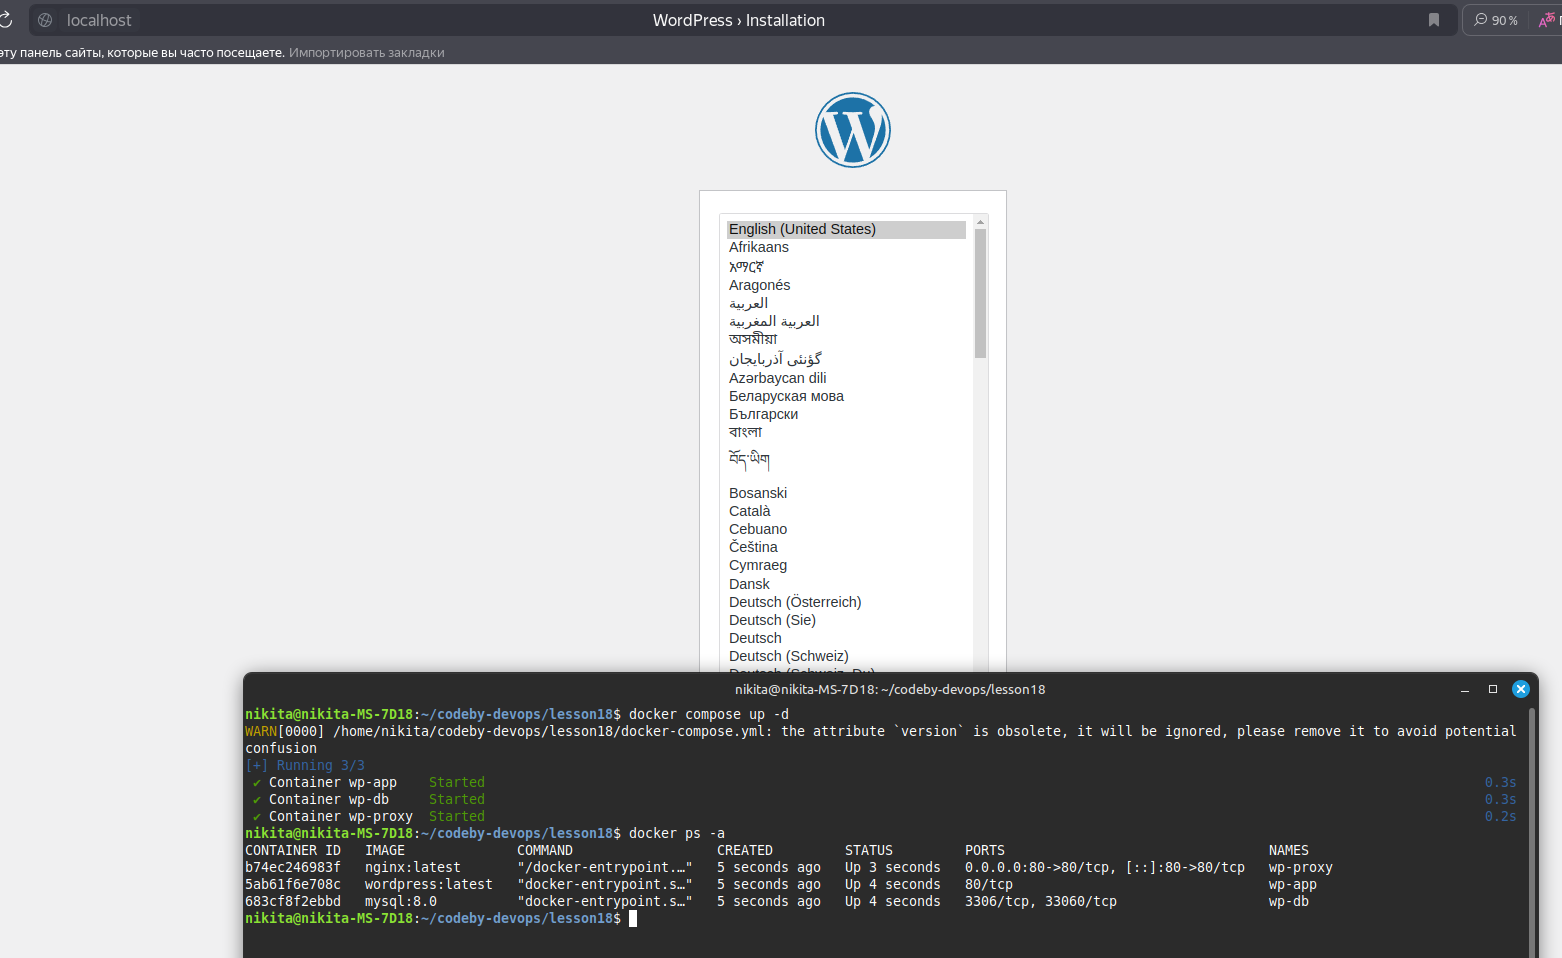 localhost
WordPress › Installation
90 %
эту панель сайты, которые вы часто посещаете. Импортировать закладки
English (United States)
Afrikaans
አማርኛ
Aragonés
العربية
العربية المغربية
অসমীয়া
گؤنئی آذربایجان
Azərbaycan dili
Беларуская мова
Български
বাংলা
བོད་ཡིག
Bosanski
Català
Cebuano
Čeština
Cymraeg
Dansk
Deutsch (Österreich)
Deutsch (Sie)
Deutsch
Deutsch (Schweiz)
nikita@nikita-MS-7D18: ~/codeby-devops/lesson18
nikita@nikita-MS-7D18:~/codeby-devops/lesson18$ docker compose up -d
WARN[0000] /home/nikita/codeby-devops/lesson18/docker-compose.yml: the attribute `version` is obsolete, it will be ignored, please remove it to avoid potential
confusion
[+] Running 3/3
✔ Container wp-app Started 0.3s
✔ Container wp-db Started 0.3s
✔ Container wp-proxy Started 0.2s
nikita@nikita-MS-7D18:~/codeby-devops/lesson18$ docker ps -a
CONTAINER ID IMAGE COMMAND CREATED STATUS PORTS NAMES
b74ec246983f nginx:latest "/docker-entrypoint.…" 5 seconds ago Up 3 seconds 0.0.0.0:80->80/tcp, [::]:80->80/tcp wp-proxy
5ab61f6e708c wordpress:latest "docker-entrypoint.s…" 5 seconds ago Up 4 seconds 80/tcp wp-app
683cf8f2ebbd mysql:8.0 "docker-entrypoint.s…" 5 seconds ago Up 4 seconds 3306/tcp, 33060/tcp wp-db
nikita@nikita-MS-7D18:~/codeby-devops/lesson18$